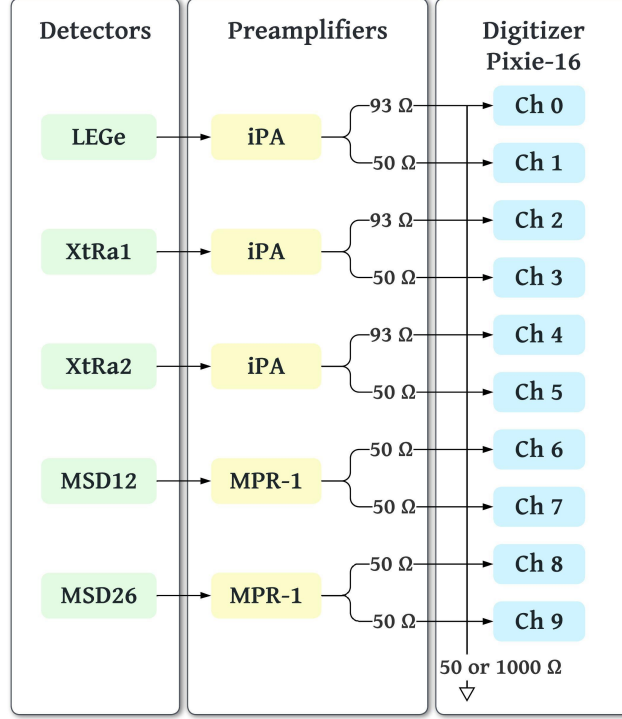 Detectors
Preamplifiers
Digitizer
Pixie-16
LEGe
iPA
93 Ω
Ch 0
50 Ω
Ch 1
XtRa1
iPA
93 Ω
Ch 2
50 Ω
Ch 3
XtRa2
iPA
93 Ω
Ch 4
50 Ω
Ch 5
MSD12
MPR-1
50 Ω
Ch 6
50 Ω
Ch 7
MSD26
MPR-1
50 Ω
Ch 8
50 Ω
Ch 9
50 or 1000 Ω